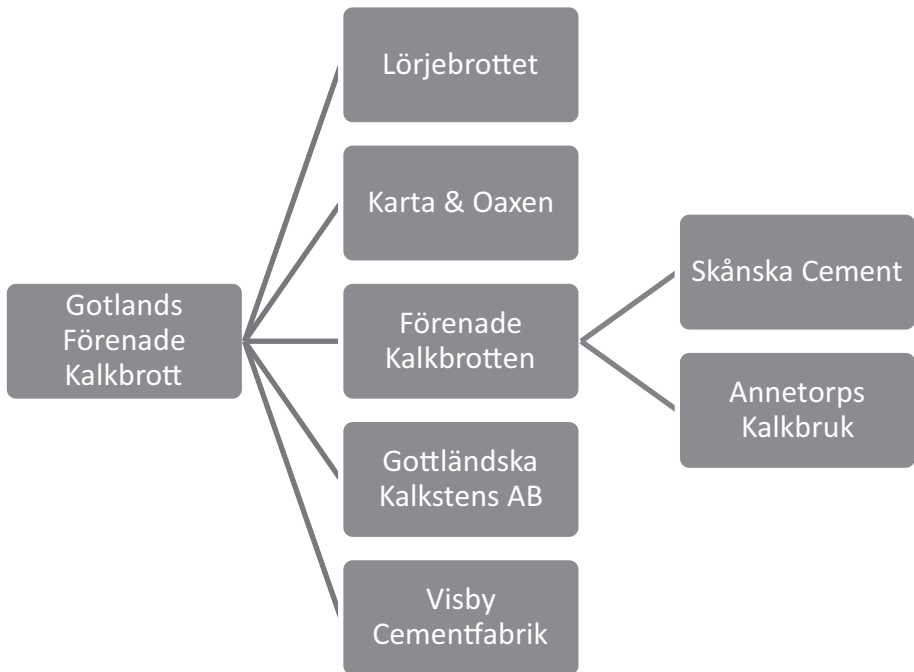 Gotlands
Förenade
Kalkbrott
Lörjebrottet
Karta & Oaxen
Förenade
Kalkbrotten
Gottländska
Kalkstens AB
Visby
Cementfabrik
Skånska Cement
Annetorps
Kalkbruk